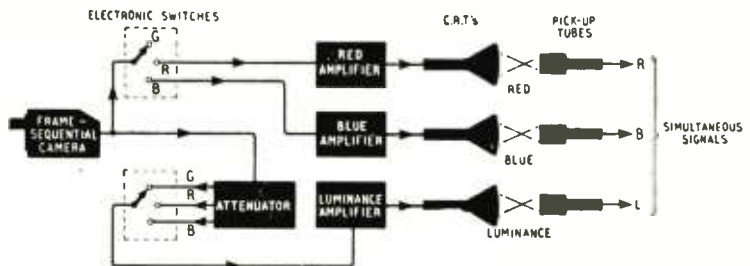 ELECTRONIC SWITCHES
C.R.T's
PICK-UP
TUBES
G
R
B
RED
AMPLIFIER
RED
R
FRAME-
SEQUENTIAL
CAMERA
BLUE
AMPLIFIER
BLUE
B
SIMULTANEOUS
SIGNALS
G
R
B
ATTENUATOR
LUMINANCE
AMPLIFIER
LUMINANCE
L